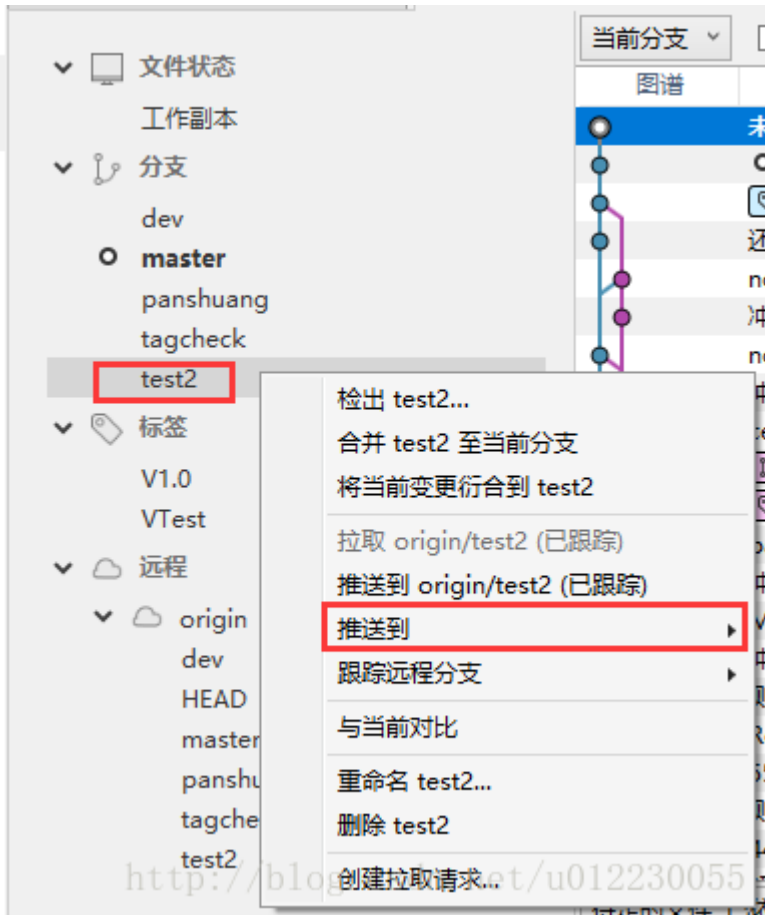 文件状态
工作副本
分支
dev
master
panshuang
tagcheck
test2
标签
V1.0
VTest
远程
origin
dev
HEAD
master
panshu
tagche
test2
当前分支
图谱
还
冲
检出 test2...
合并 test2 至当前分支
将当前变更衍合到 test2
拉取 origin/test2 (已跟踪)
推送到 origin/test2 (已跟踪)
推送到
跟踪远程分支
与当前对比
重命名 test2...
删除 test2
创建拉取请求...